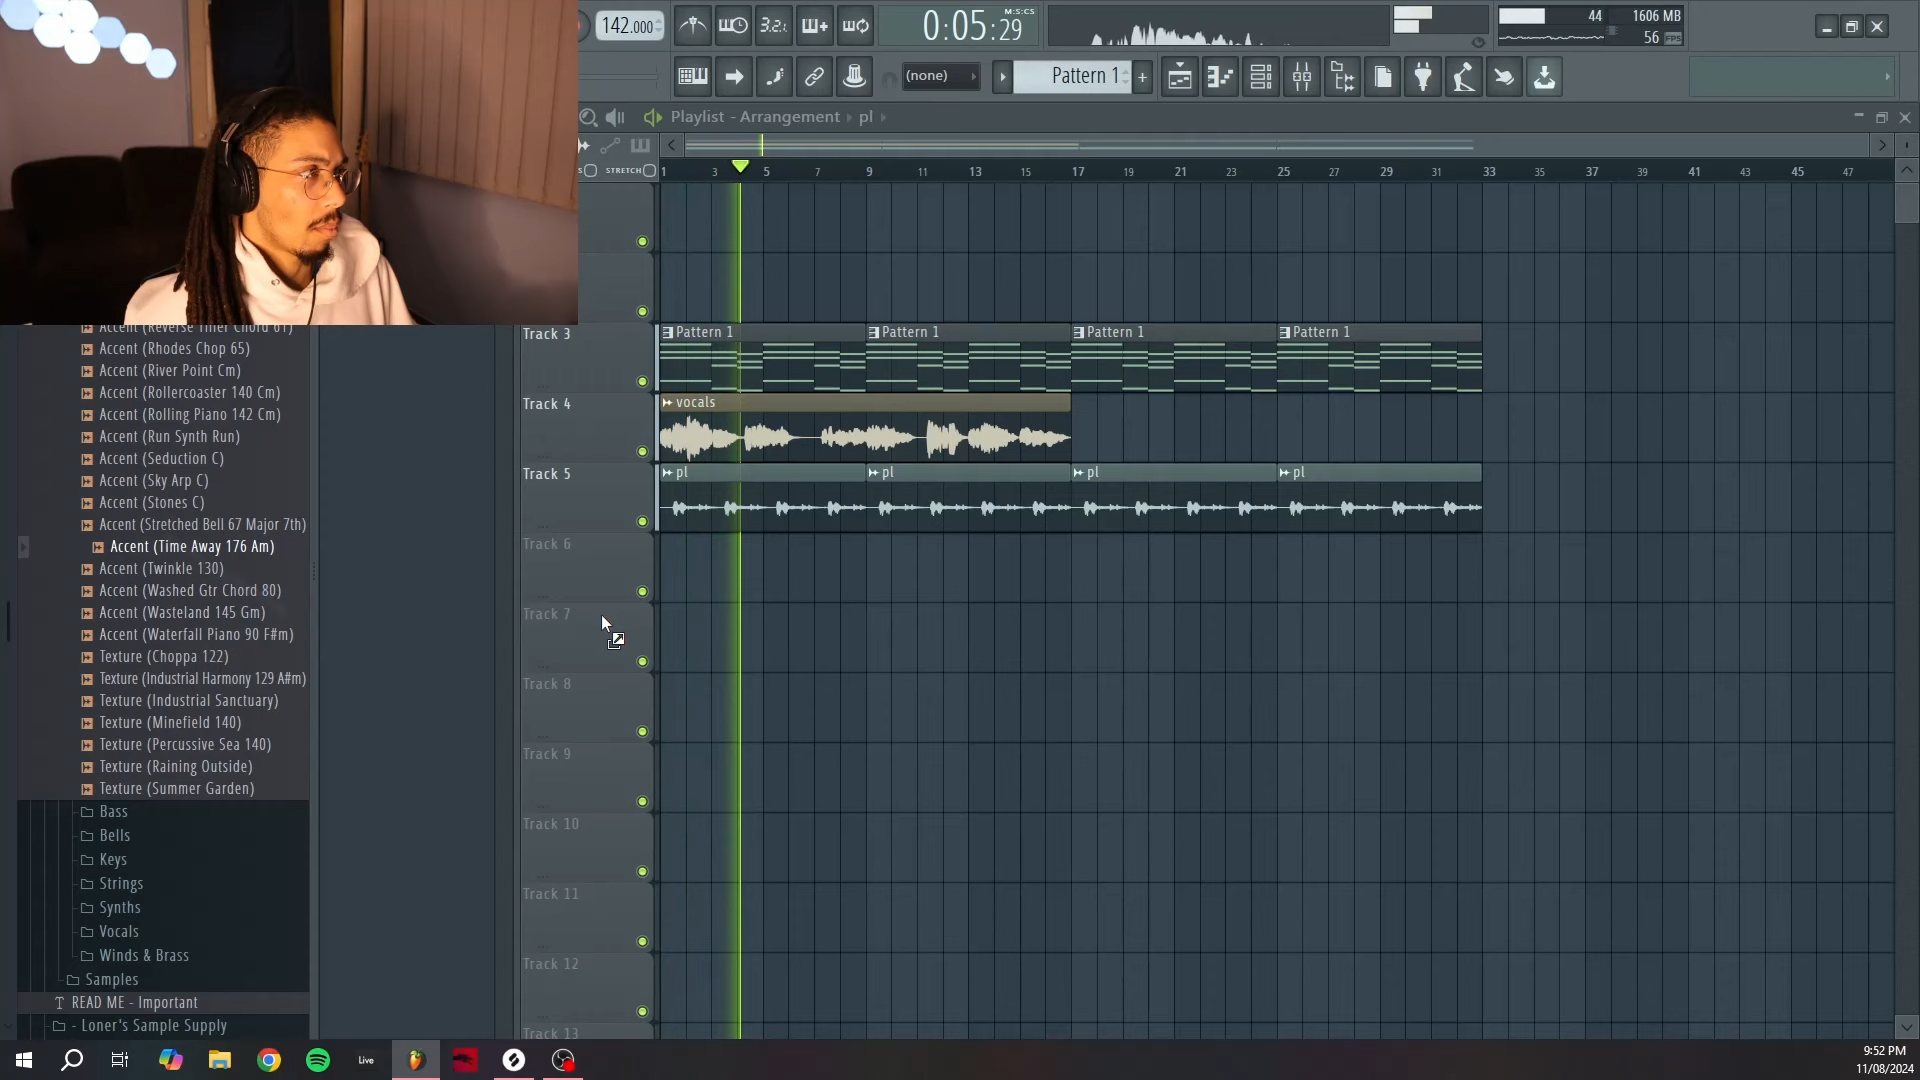 142.000
3.2.
0:05:29
M:S:CS
44
1606 MB
56
FPS
(none)
Pattern 1
+
Playlist - Arrangement
pl
STRETCH
1 3 5 7 9 11 13 15 17 19 21 23 25 27 29 31 33 35 37 39 41 43 45 47
Track 3
Pattern 1
Pattern 1
Pattern 1
Pattern 1
Track 4
vocals
Track 5
pl
pl
pl
pl
Track 6
Track 7
Track 8
Track 9
Track 10
Track 11
Track 12
Track 13
Accent (Rhodes Chop 65)
Accent (River Point Cm)
Accent (Rollercoaster 140 Cm)
Accent (Rolling Piano 142 Cm)
Accent (Run Synth Run)
Accent (Seduction C)
Accent (Sky Arp C)
Accent (Stones C)
Accent (Stretched Bell 67 Major 7th)
Accent (Time Away 176 Am)
Accent (Twinkle 130)
Accent (Washed Gtr Chord 80)
Accent (Wasteland 145 Gm)
Accent (Waterfall Piano 90 F#m)
Texture (Choppa 122)
Texture (Industrial Harmony 129 A#m)
Texture (Industrial Sanctuary)
Texture (Minefield 140)
Texture (Percussive Sea 140)
Texture (Raining Outside)
Texture (Summer Garden)
Bass
Bells
Keys
Strings
Synths
Vocals
Winds & Brass
Samples
READ ME - Important
- Loner's Sample Supply
Live
9:52 PM
11/08/2024